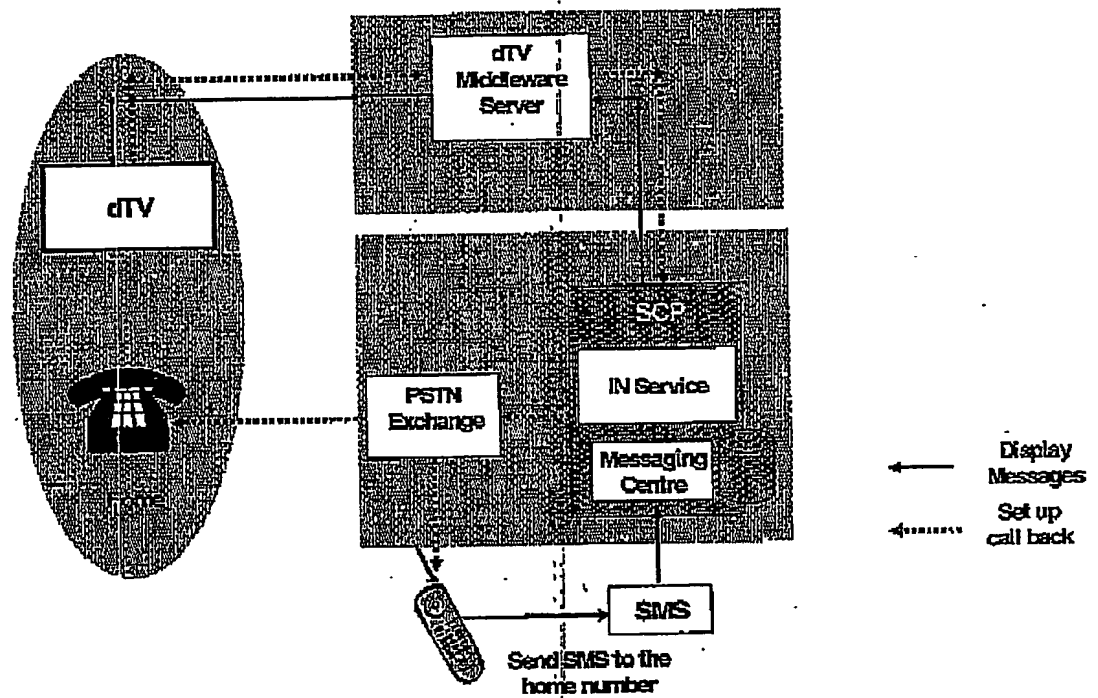 dTV
Middleware
Server
dTV
SCP
IN Service
PSTN
Exchange
Messaging
Centre
home
Display
Messages
Set up
call back
SMS
Send SMS to the
home number